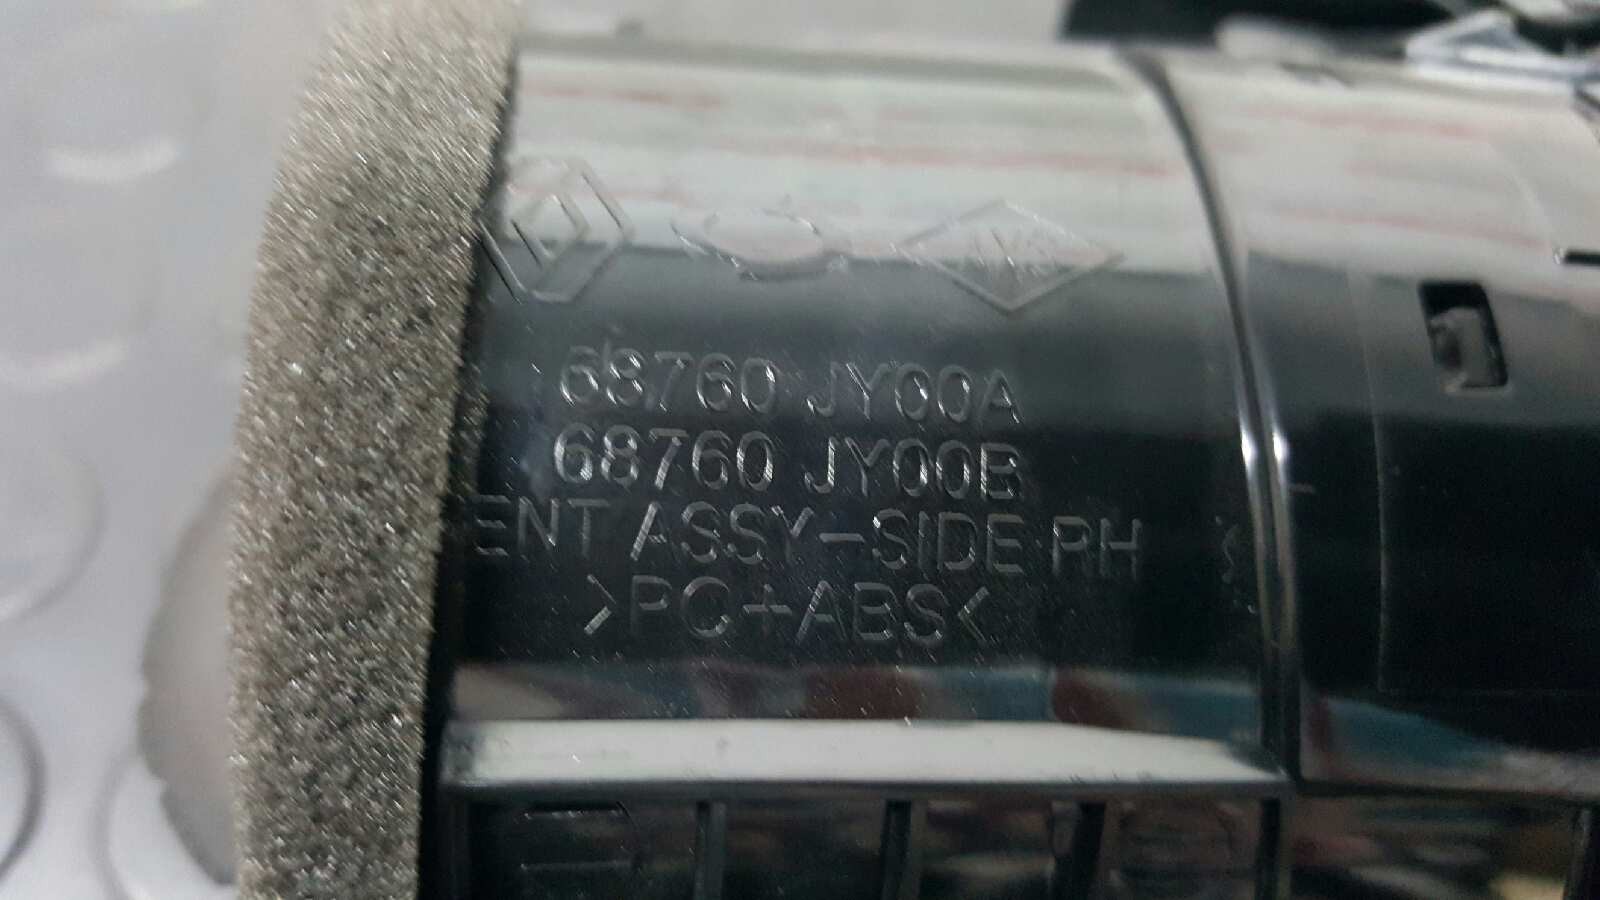 68760 JY00A
68760 JY00B
ENT ASSY-SIDE RH
>PC+ABS<